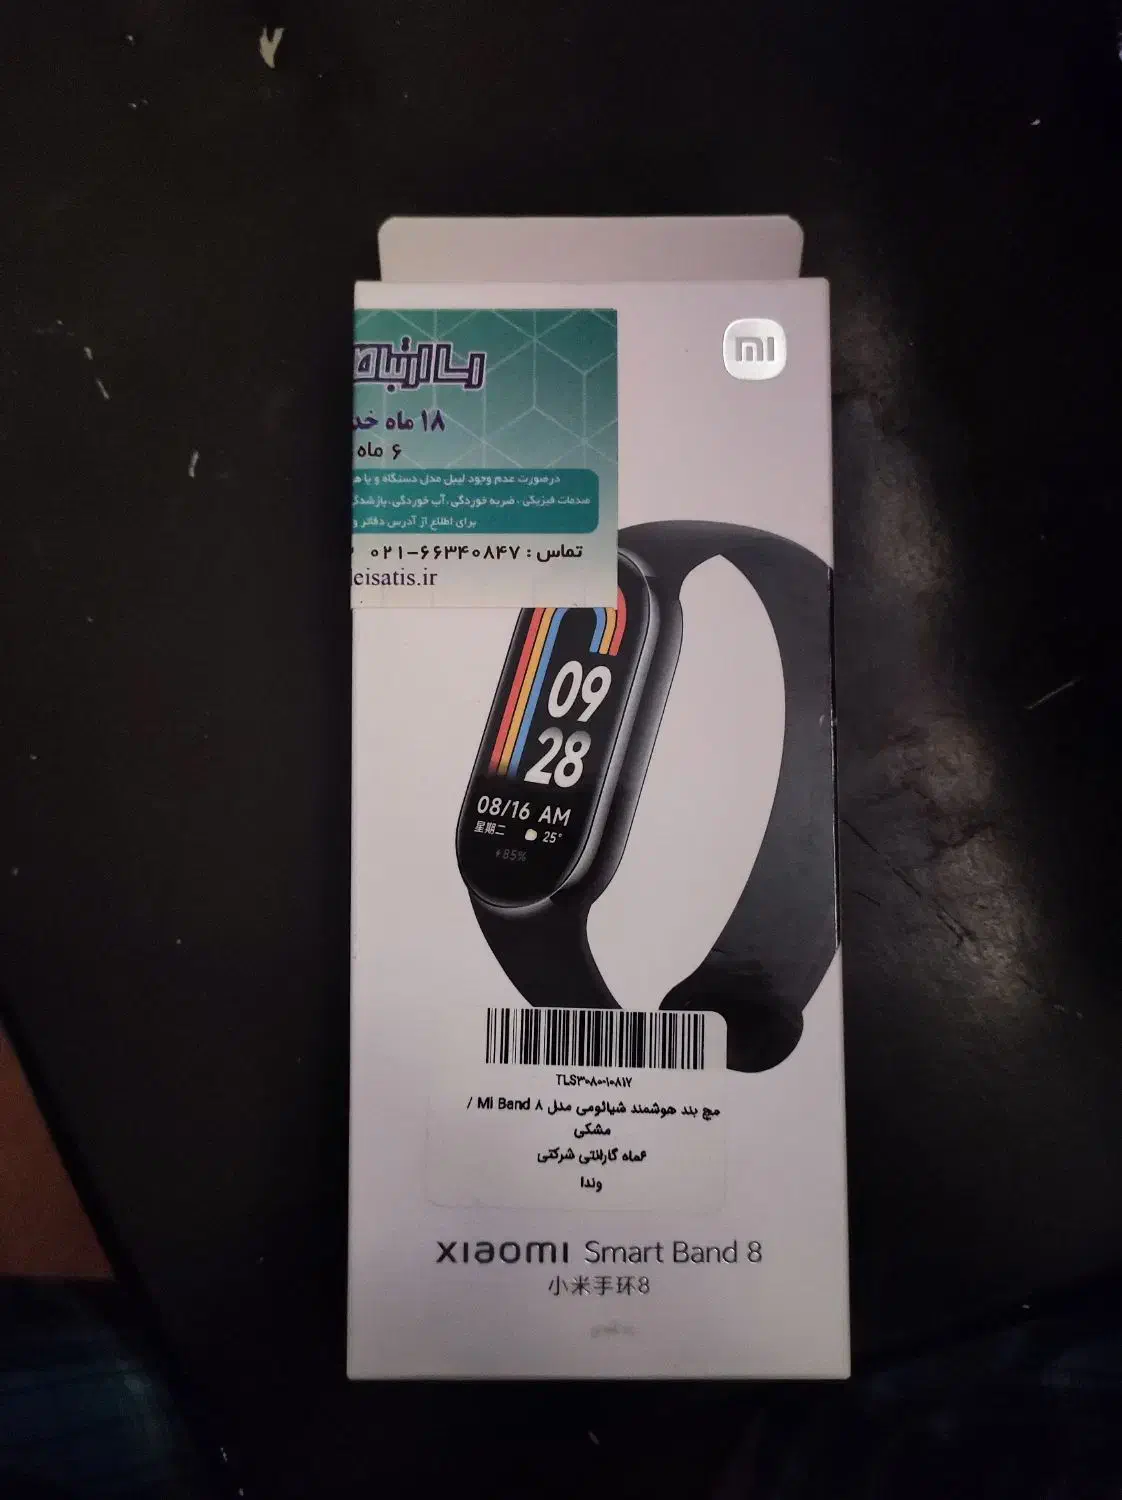 mi
۱۸ ماه
۶ ماه
درصورت عدم وجود لیبل مدل دستگاه و یا
صدمات فیزیکی ، ضربه خوردگی ، آب خوردگی ،
برای اطلاع از آدرس دفاتر و
تماس : ۶۶۳۴۰۸۴۷-۰۲۱
eisatis.ir
09
28
08/16 AM
星期二 25°
85%
TLS۳۰۸۰۰۱۰۸۱۷
مچ بند هوشمند شیائومی مدل Mi Band ۸ /
مشکی
۶ماه گارانتی شرکتی
وندا
xiaomi Smart Band 8
小米手环8